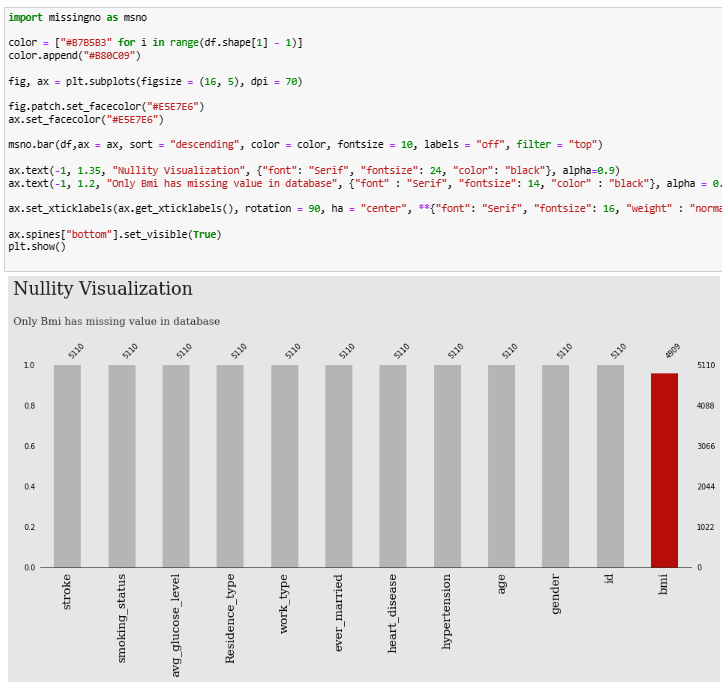 import missingno as msno
color = ["#B7B5B3" for i in range(df.shape[1] - 1)]
color.append("#B80C09")
fig, ax = plt.subplots(figsize = (16, 5), dpi = 70)
fig.patch.set_facecolor("#E5E7E6")
ax.set_facecolor("#E5E7E6")
msno.bar(df,ax = ax, sort = "descending", color = color, fontsize = 10, labels = "off", filter = "top")
ax.text(-1, 1.35, "Nullity Visualization", {"font": "Serif", "fontsize": 24, "color": "black"}, alpha=0.9)
ax.text(-1, 1.2, "Only Bmi has missing value in database", {"font" : "Serif", "fontsize": 14, "color" : "black"}, alpha = 0.
ax.set_xticklabels(ax.get_xticklabels(), rotation = 90, ha = "center", **{"font": "Serif", "fontsize": 16, "weight" : "norma
ax.spines["bottom"].set_visible(True)
plt.show()
Nullity Visualization
Only Bmi has missing value in database
5110 5110 5110 5110 5110 5110 5110 5110 5110 5110 5110 4909
1.0 5110
0.8 4088
0.6 3066
0.4 2044
0.2 1022
0.0 0
stroke
smoking_status
avg_glucose_level
Residence_type
work_type
ever_married
heart_disease
hypertension
age
gender
id
bmi